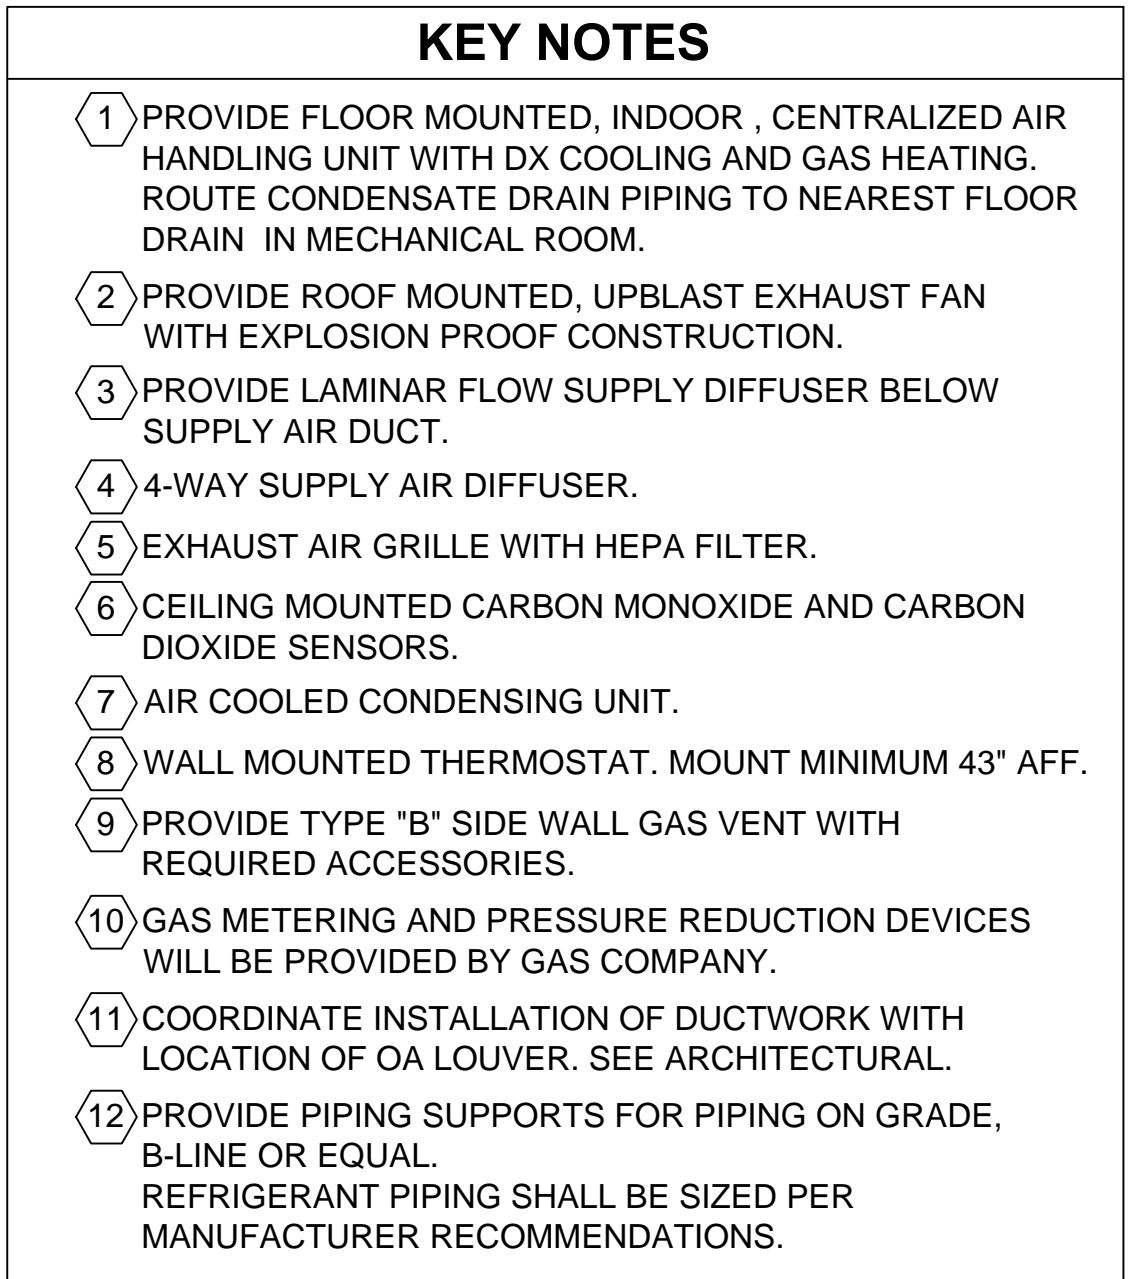 KEY NOTES
1 PROVIDE FLOOR MOUNTED, INDOOR , CENTRALIZED AIR
HANDLING UNIT WITH DX COOLING AND GAS HEATING.
ROUTE CONDENSATE DRAIN PIPING TO NEAREST FLOOR
DRAIN IN MECHANICAL ROOM.
2 PROVIDE ROOF MOUNTED, UPBLAST EXHAUST FAN
WITH EXPLOSION PROOF CONSTRUCTION.
3 PROVIDE LAMINAR FLOW SUPPLY DIFFUSER BELOW
SUPPLY AIR DUCT.
4 4-WAY SUPPLY AIR DIFFUSER.
5 EXHAUST AIR GRILLE WITH HEPA FILTER.
6 CEILING MOUNTED CARBON MONOXIDE AND CARBON
DIOXIDE SENSORS.
7 AIR COOLED CONDENSING UNIT.
8 WALL MOUNTED THERMOSTAT. MOUNT MINIMUM 43" AFF.
9 PROVIDE TYPE "B" SIDE WALL GAS VENT WITH
REQUIRED ACCESSORIES.
10 GAS METERING AND PRESSURE REDUCTION DEVICES
WILL BE PROVIDED BY GAS COMPANY.
11 COORDINATE INSTALLATION OF DUCTWORK WITH
LOCATION OF OA LOUVER. SEE ARCHITECTURAL.
12 PROVIDE PIPING SUPPORTS FOR PIPING ON GRADE,
B-LINE OR EQUAL.
REFRIGERANT PIPING SHALL BE SIZED PER
MANUFACTURER RECOMMENDATIONS.